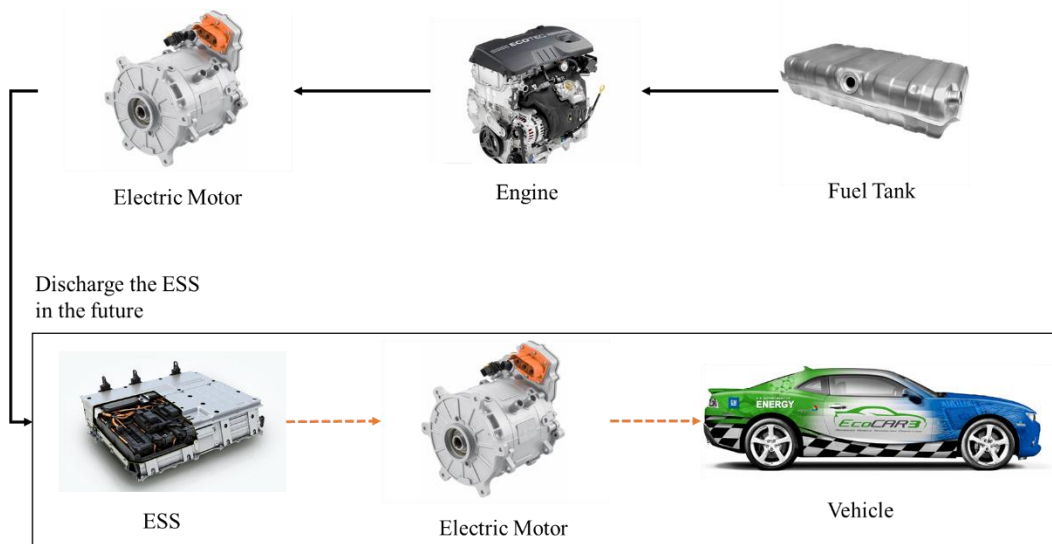 ECOTEC
Electric Motor
Engine
Fuel Tank
Discharge the ESS
in the future
ENERGY
EcoCAR3
ESS
Electric Motor
Vehicle